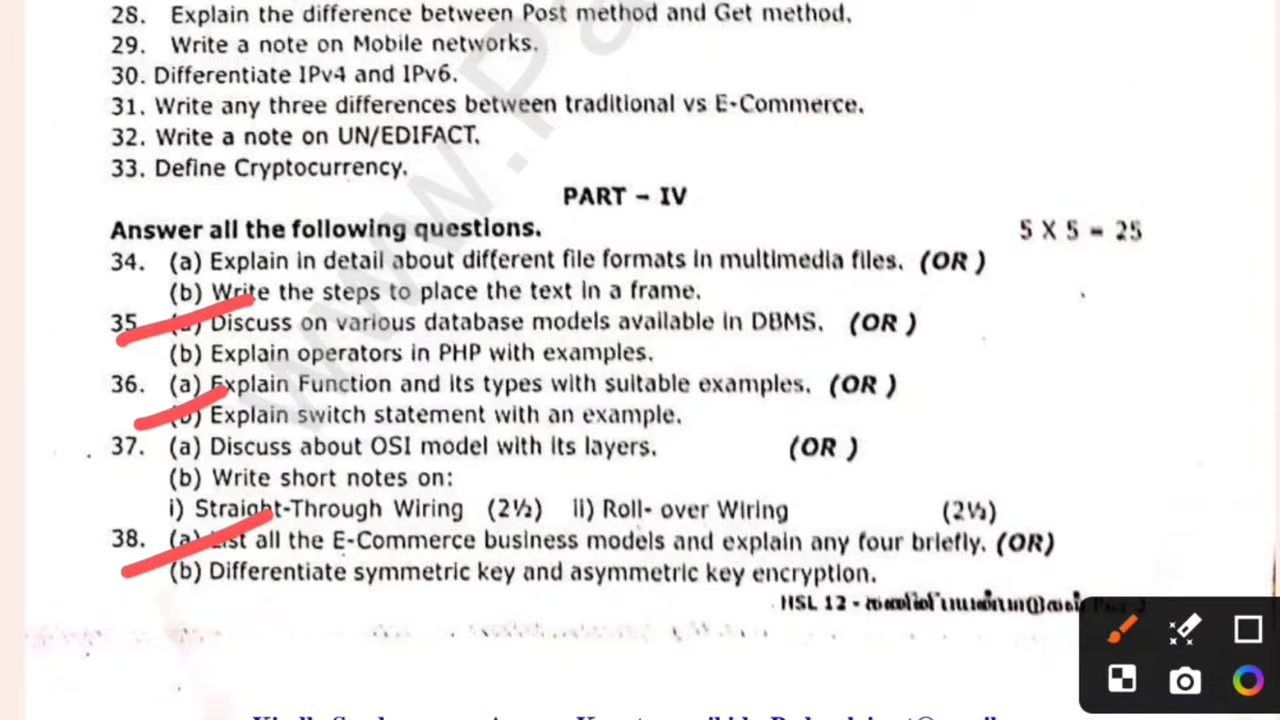 28. Explain the difference between Post method and Get method.
29. Write a note on Mobile networks.
30. Differentiate IPv4 and IPv6.
31. Write any three differences between traditional vs E-Commerce.
32. Write a note on UN/EDIFACT.
33. Define Cryptocurrency.
PART - IV
Answer all the following questions. 5 X 5 = 25
34. (a) Explain in detail about different file formats in multimedia files. (OR )
(b) Write the steps to place the text in a frame.
35. (a) Discuss on various database models available in DBMS. (OR )
(b) Explain operators in PHP with examples.
36. (a) Explain Function and its types with suitable examples. (OR )
(b) Explain switch statement with an example.
37. (a) Discuss about OSI model with its layers. (OR )
(b) Write short notes on:
i) Straight-Through Wiring (2½) ii) Roll- over Wiring (2½)
38. (a) List all the E-Commerce business models and explain any four briefly. (OR)
(b) Differentiate symmetric key and asymmetric key encryption.
HSL 12 -
www.Pa